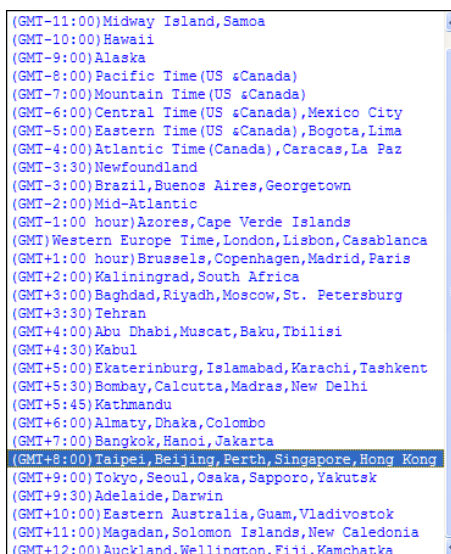 (GMT-11:00)Midway Island,Samoa
(GMT-10:00)Hawaii
(GMT-9:00)Alaska
(GMT-8:00)Pacific Time(US &Canada)
(GMT-7:00)Mountain Time(US &Canada)
(GMT-6:00)Central Time(US &Canada),Mexico City
(GMT-5:00)Eastern Time(US &Canada),Bogota,Lima
(GMT-4:00)Atlantic Time(Canada),Caracas,La Paz
(GMT-3:30)Newfoundland
(GMT-3:00)Brazil,Buenos Aires,Georgetown
(GMT-2:00)Mid-Atlantic
(GMT-1:00 hour)Azores,Cape Verde Islands
(GMT)Western Europe Time,London,Lisbon,Casablanca
(GMT+1:00 hour)Brussels,Copenhagen,Madrid,Paris
(GMT+2:00)Kaliningrad,South Africa
(GMT+3:00)Baghdad,Riyadh,Moscow,St. Petersburg
(GMT+3:30)Tehran
(GMT+4:00)Abu Dhabi,Muscat,Baku,Tbilisi
(GMT+4:30)Kabul
(GMT+5:00)Ekaterinburg,Islamabad,Karachi,Tashkent
(GMT+5:30)Bombay,Calcutta,Madras,New Delhi
(GMT+5:45)Kathmandu
(GMT+6:00)Almaty,Dhaka,Colombo
(GMT+7:00)Bangkok,Hanoi,Jakarta
(GMT+8:00)Taipei,Beijing,Perth,Singapore,Hong Kong
(GMT+9:00)Tokyo,Seoul,Osaka,Sapporo,Yakutsk
(GMT+9:30)Adelaide,Darwin
(GMT+10:00)Eastern Australia,Guam,Vladivostok
(GMT+11:00)Magadan,Solomon Islands,New Caledonia
(GMT+12:00)Auckland,Wellington,Fiji,Kamchatka